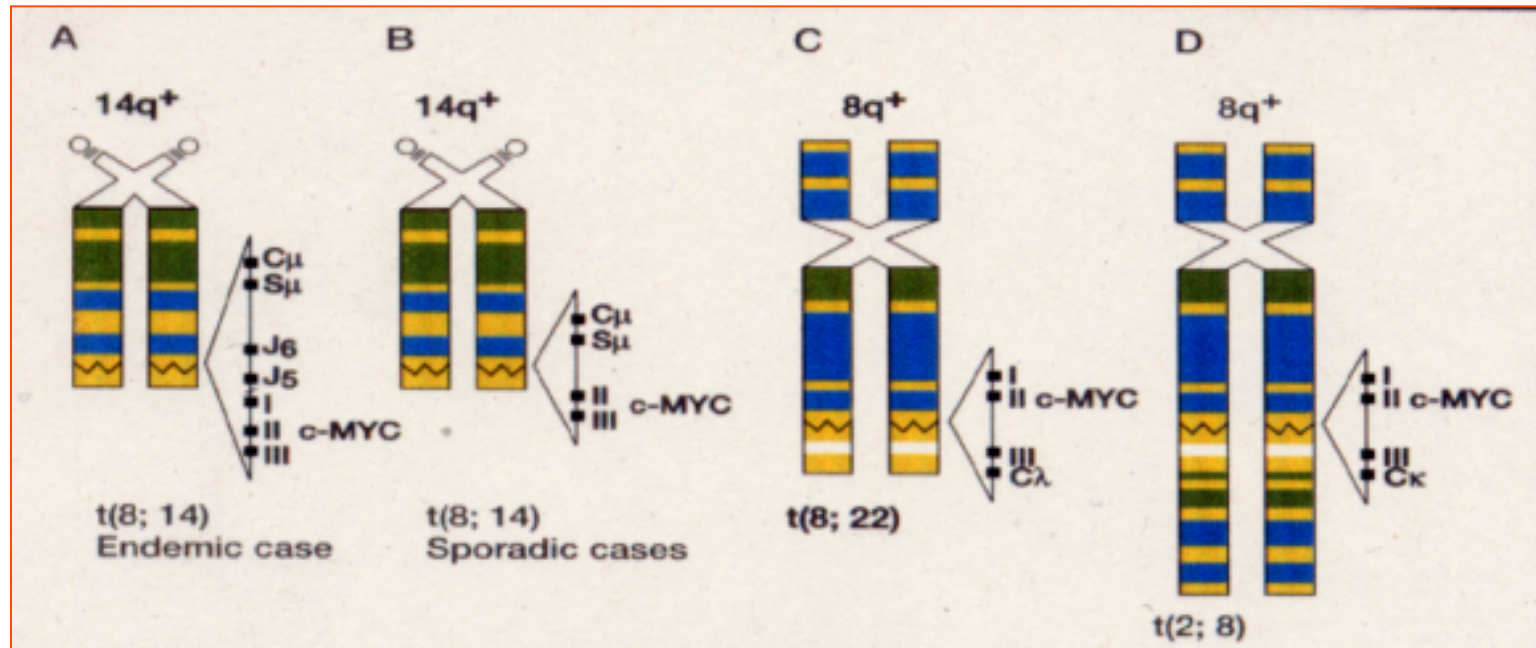 A
14q+
Cμ
Sμ
J6
J5
I
II c-MYC
III
t(8; 14)
Endemic case
B
14q+
Cμ
Sμ
II
III
c-MYC
t(8; 14)
Sporadic cases
C
8q+
I
II c-MYC
III
Cλ
t(8; 22)
D
8q+
I
II c-MYC
III
Cκ
t(2; 8)